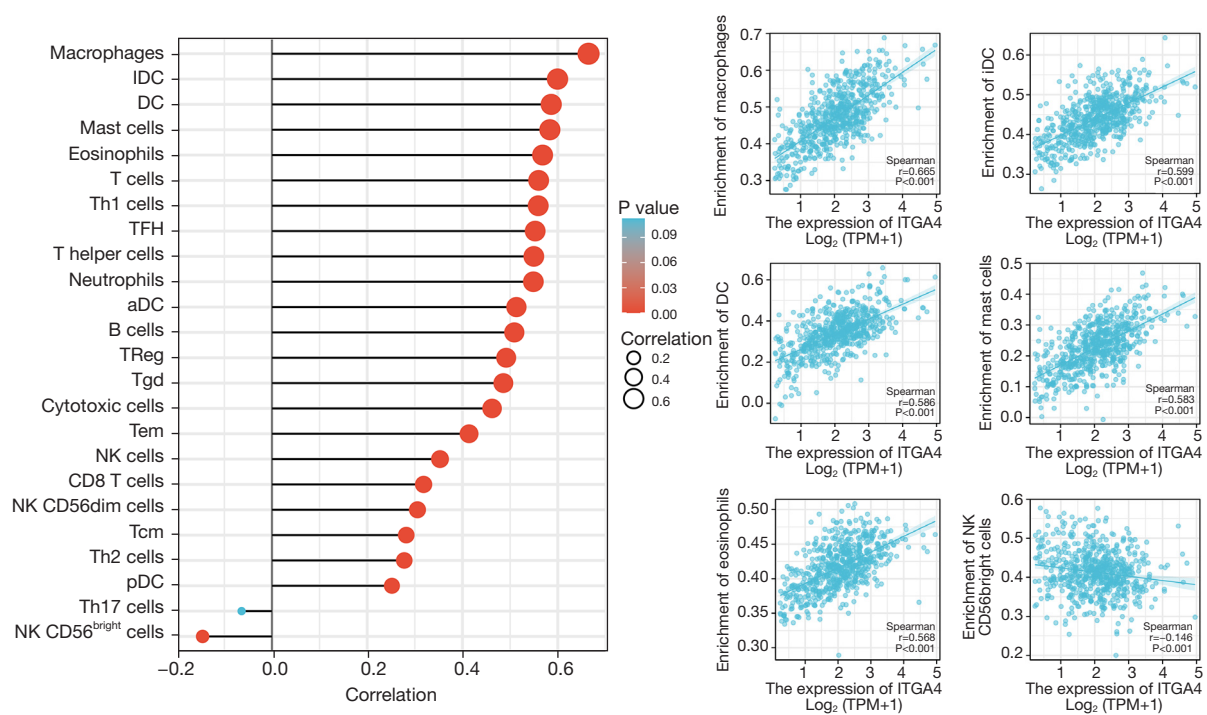 Macrophages
IDC
DC
Mast cells
Eosinophils
T cells
Th1 cells
TFH
T helper cells
Neutrophils
aDC
B cells
TReg
Tgd
Cytotoxic cells
Tem
NK cells
CD8 T cells
NK CD56dim cells
Tcm
Th2 cells
pDC
Th17 cells
NK CD56bright cells
−0.2 0.0 0.2 0.4 0.6
Correlation
P value
0.09
0.06
0.03
0.00
Correlation
0.2
0.4
0.6
Enrichment of macrophages
0.7
0.6
0.5
0.4
0.3
Spearman
r=0.665
P<0.001
1 2 3 4 5
The expression of ITGA4
Log2 (TPM+1)
Enrichment of iDC
0.6
0.5
0.4
0.3
Spearman
r=0.599
P<0.001
1 2 3 4 5
The expression of ITGA4
Log2 (TPM+1)
Enrichment of DC
0.6
0.4
0.2
0.0
Spearman
r=0.586
P<0.001
1 2 3 4 5
The expression of ITGA4
Log2 (TPM+1)
Enrichment of mast cells
0.5
0.4
0.3
0.2
0.1
0.0
Spearman
r=0.583
P<0.001
1 2 3 4 5
The expression of ITGA4
Log2 (TPM+1)
Enrichment of eosinophils
0.50
0.45
0.40
0.35
0.30
Spearman
r=0.568
P<0.001
1 2 3 4 5
The expression of ITGA4
Log2 (TPM+1)
Enrichment of NK
CD56bright cells
0.6
0.5
0.4
0.3
0.2
Spearman
r=−0.146
P<0.001
1 2 3 4 5
The expression of ITGA4
Log2 (TPM+1)